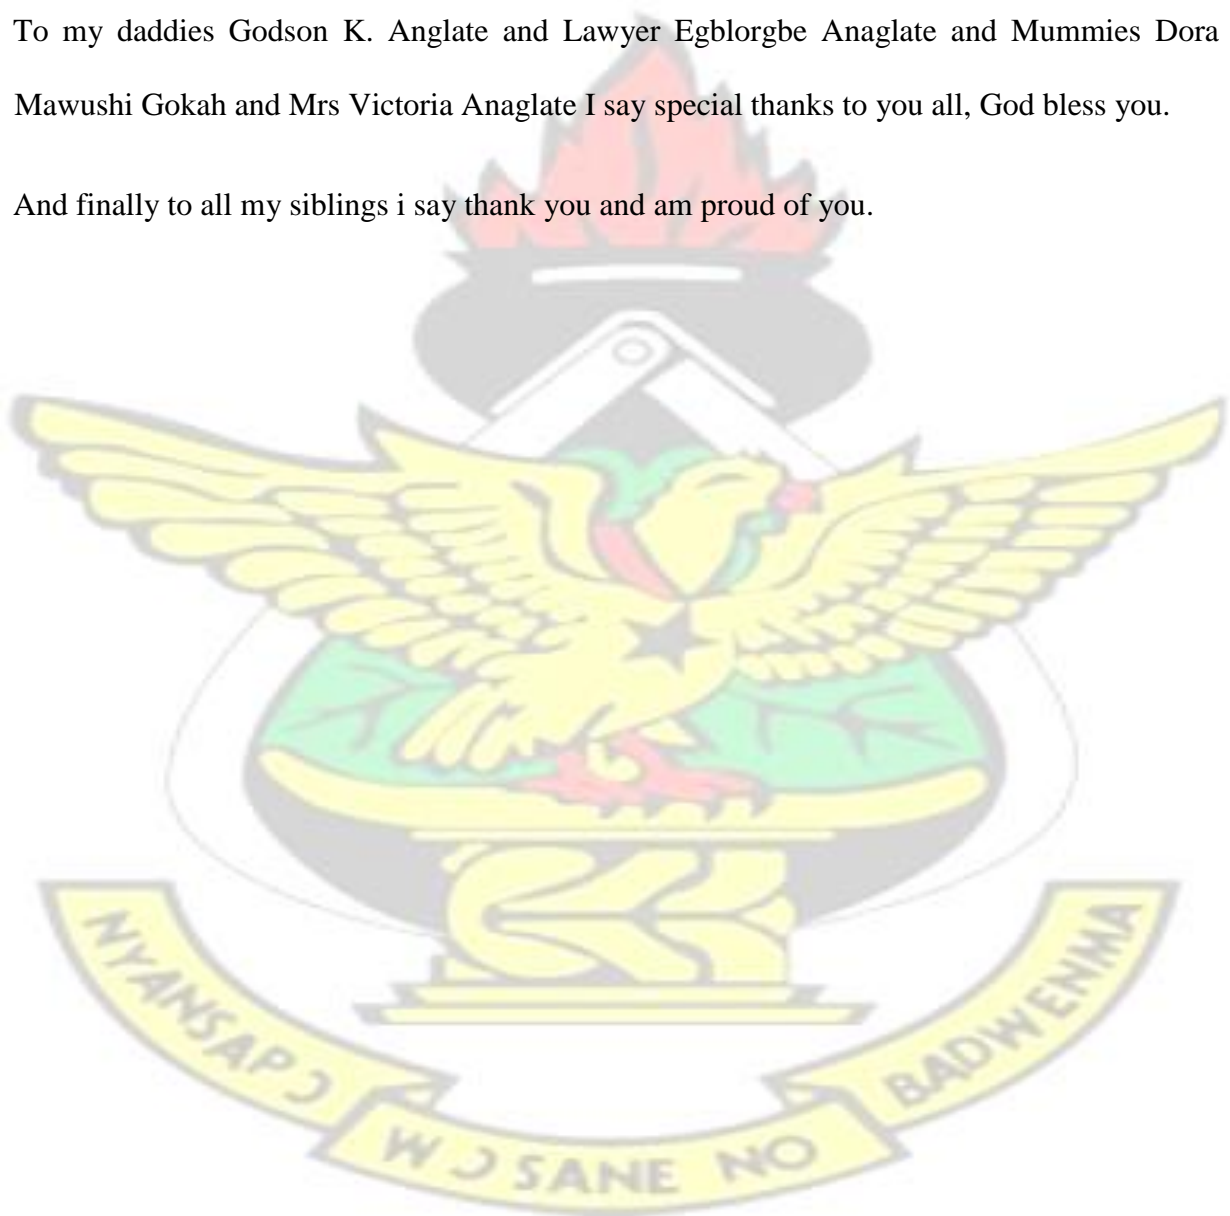 To my daddies Godson K. Anglate and Lawyer Egblorgbe Anaglate and Mummies Dora
Mawushi Gokah and Mrs Victoria Anaglate I say special thanks to you all, God bless you.
And finally to all my siblings i say thank you and am proud of you.
NYANSAPƆ
WƆSANE NO
BADWENMA